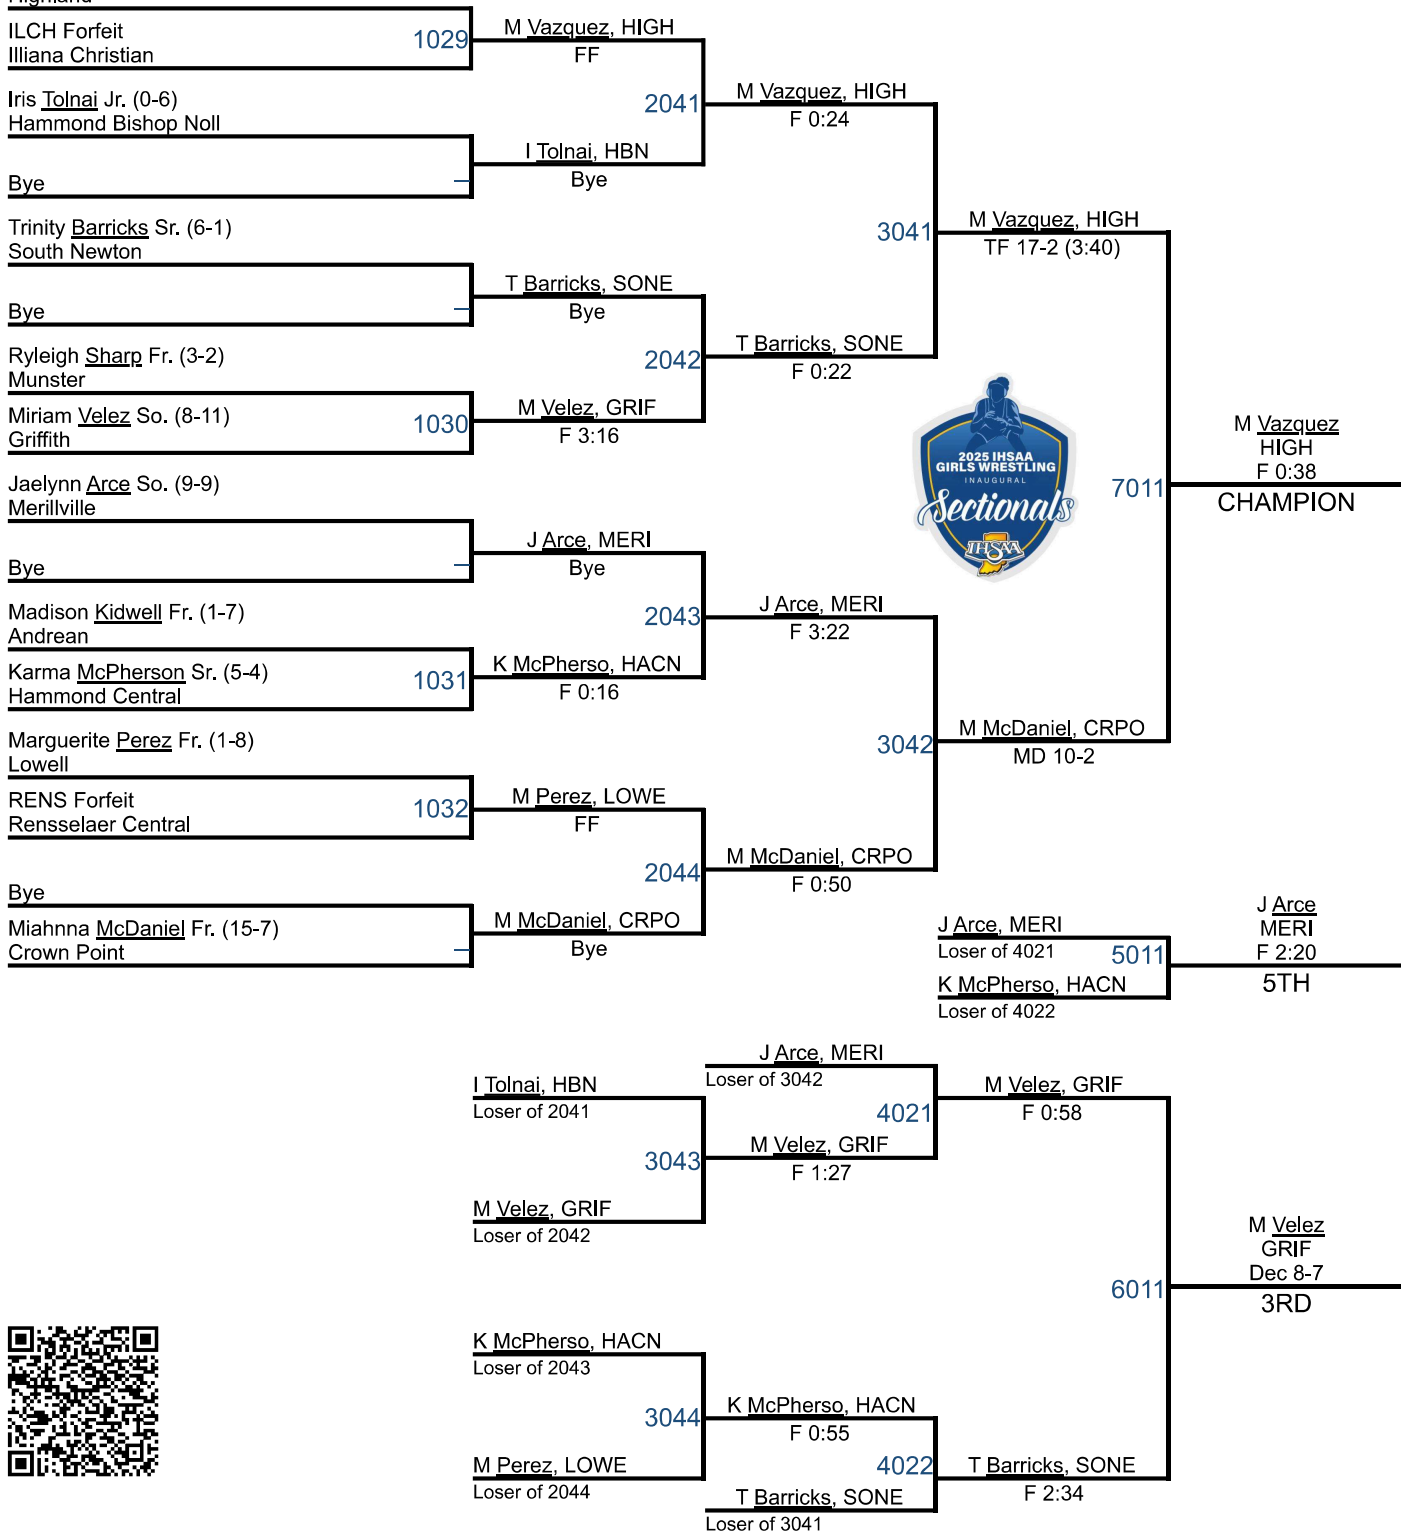 Highland
ILCH Forfeit
Illiana Christian
1029
M Vazquez, HIGH
FF
Iris Tolnai Jr. (0-6)
Hammond Bishop Noll
2041
M Vazquez, HIGH
F 0:24
I Tolnai, HBN
Bye
Bye
Trinity Barricks Sr. (6-1)
South Newton
3041
M Vazquez, HIGH
TF 17-2 (3:40)
T Barricks, SONE
Bye
Bye
Ryleigh Sharp Fr. (3-2)
Munster
2042
T Barricks, SONE
F 0:22
Miriam Velez So. (8-11)
Griffith
1030
M Velez, GRIF
F 3:16
2025 IHSAA
GIRLS WRESTLING
INAUGURAL
Sectionals
IHSAA
7011
M Vazquez
HIGH
F 0:38
CHAMPION
Jaelynn Arce So. (9-9)
Merillville
J Arce, MERI
Bye
Bye
Madison Kidwell Fr. (1-7)
Andrean
2043
J Arce, MERI
F 3:22
Karma McPherson Sr. (5-4)
Hammond Central
1031
K McPherso, HACN
F 0:16
Marguerite Perez Fr. (1-8)
Lowell
3042
M McDaniel, CRPO
MD 10-2
RENS Forfeit
Rensselaer Central
1032
M Perez, LOWE
FF
2044
M McDaniel, CRPO
F 0:50
Bye
Miahnna McDaniel Fr. (15-7)
Crown Point
M McDaniel, CRPO
Bye
J Arce, MERI
Loser of 4021
5011
K McPherso, HACN
Loser of 4022
J Arce
MERI
F 2:20
5TH
J Arce, MERI
Loser of 3042
I Tolnai, HBN
Loser of 2041
4021
M Velez, GRIF
F 0:58
3043
M Velez, GRIF
F 1:27
M Velez, GRIF
Loser of 2042
6011
M Velez
GRIF
Dec 8-7
3RD
K McPherso, HACN
Loser of 2043
3044
K McPherso, HACN
F 0:55
M Perez, LOWE
Loser of 2044
4022
T Barricks, SONE
F 2:34
T Barricks, SONE
Loser of 3041